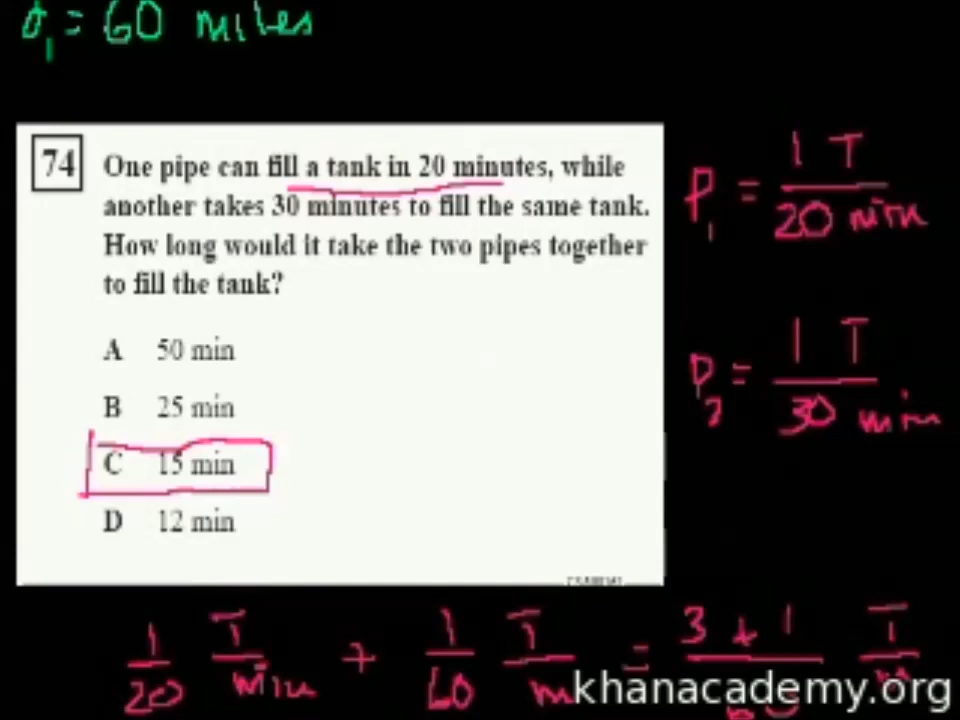 d₁ = 60 miles
74 One pipe can fill a tank in 20 minutes, while
another takes 30 minutes to fill the same tank.
How long would it take the two pipes together
to fill the tank?
A 50 min
B 25 min
C 15 min
D 12 min
P₁ = 1 T / 20 min
P₂ = 1 T / 30 min
1/20 T/min + 1/60 T/m = 3 + 1 T/m
khanacademy.org